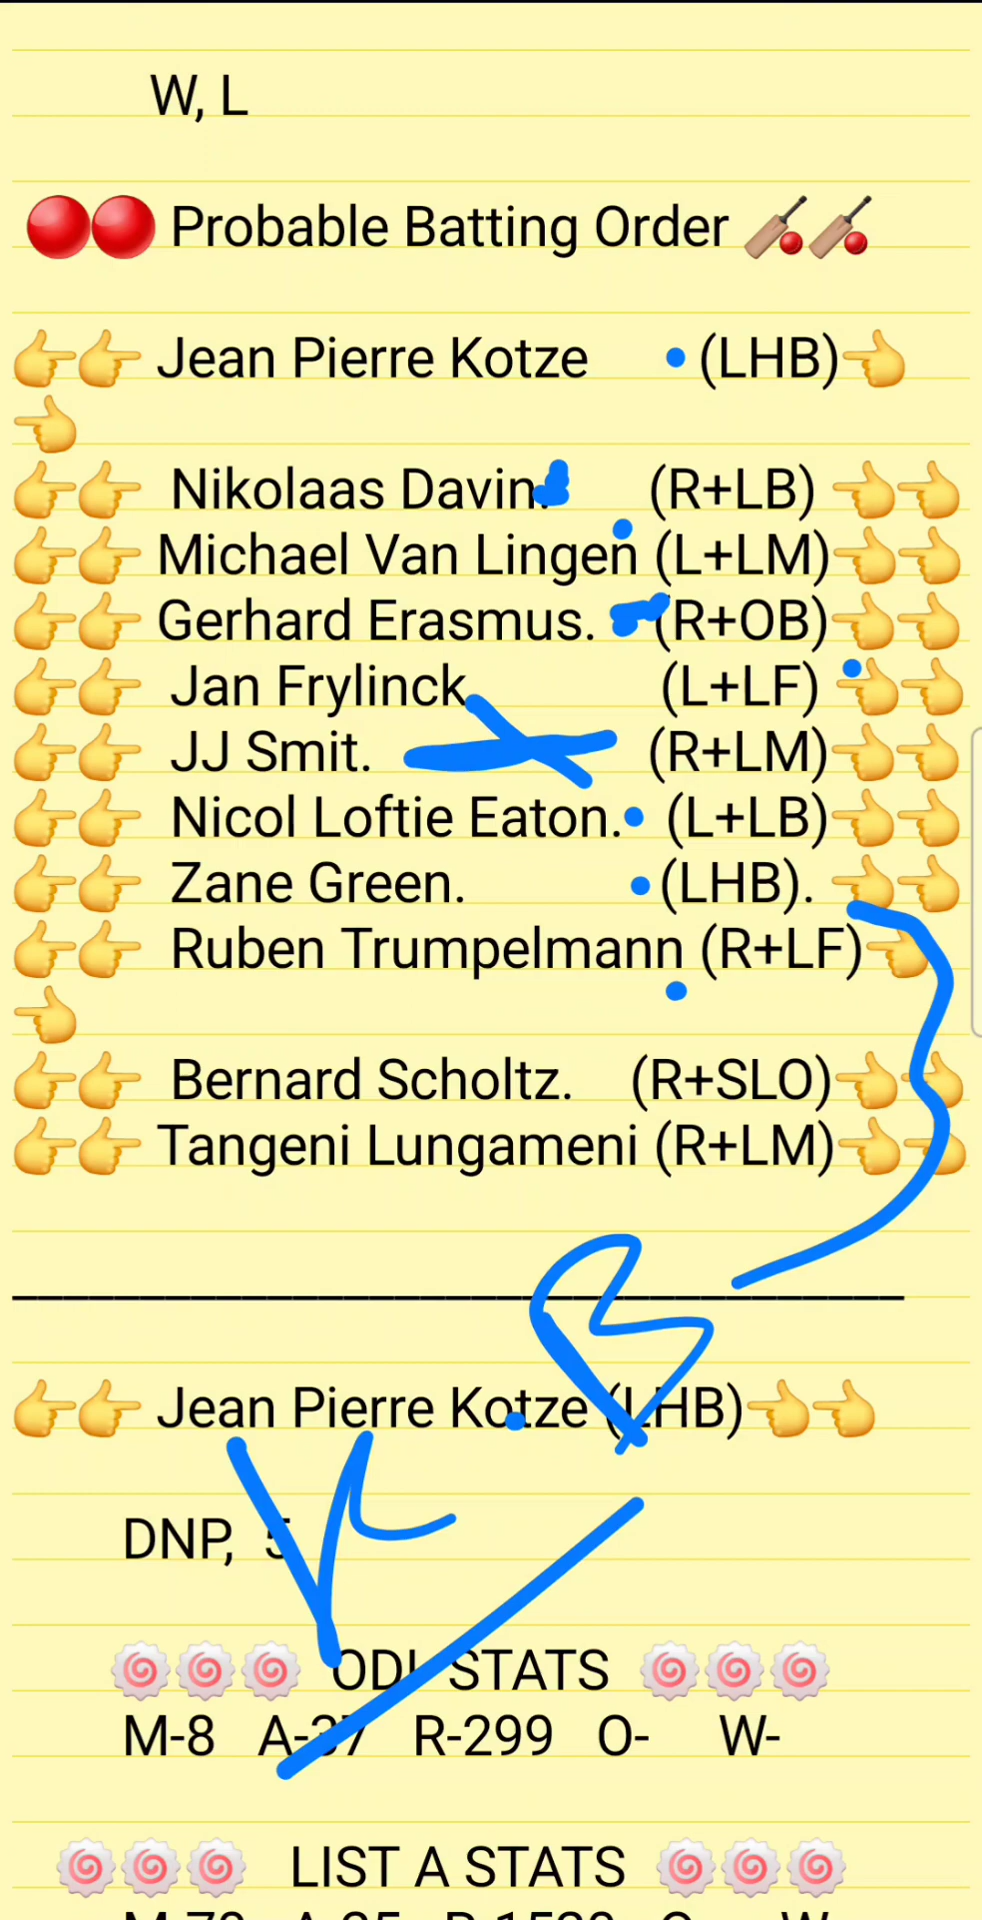 W, L
🔴🔴 Probable Batting Order 🏏🏏
👉👉 Jean Pierre Kotze (LHB)👈
👈
👉👉 Nikolaas Davin. (R+LB) 👈👈
👉👉 Michael Van Lingen (L+LM)👈👈
👉👉 Gerhard Erasmus. (R+OB)👈👈
👉👉 Jan Frylinck (L+LF) 👈👈
👉👉 JJ Smit. (R+LM)👈👈
👉👉 Nicol Loftie Eaton. (L+LB)👈👈
👉👉 Zane Green. (LHB). 👈👈
👉👉 Ruben Trumpelmann (R+LF)👈
👈
👉👉 Bernard Scholtz. (R+SLO)👈👈
👉👉 Tangeni Lungameni (R+LM)👈👈
👉👉 Jean Pierre Kotze (LHB)👈👈
DNP, 5
🍥🍥🍥 ODI STATS 🍥🍥🍥
M-8 A-37 R-299 O- W-
🍥🍥🍥 LIST A STATS 🍥🍥🍥